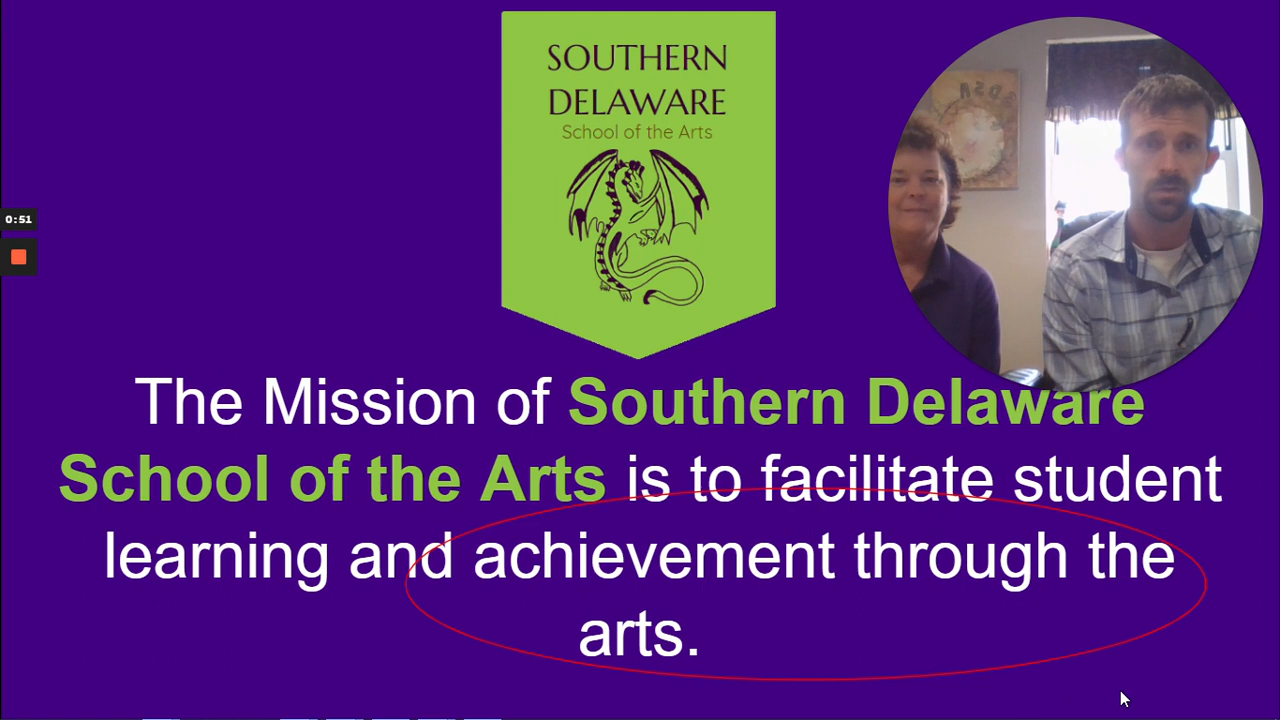 SOUTHERN
DELAWARE
School of the Arts
0:51
The Mission of Southern Delaware
School of the Arts is to facilitate student
learning and achievement through the
arts.